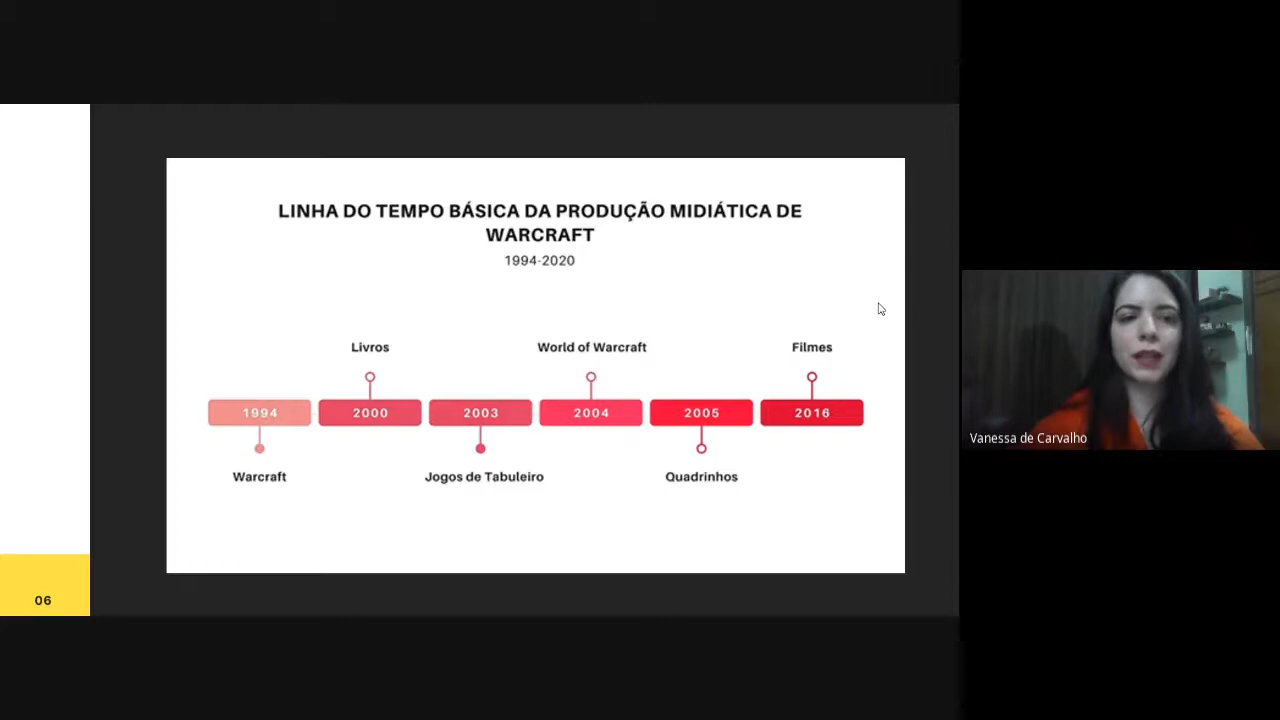 LINHA DO TEMPO BÁSICA DA PRODUÇÃO MIDIÁTICA DE
WARCRAFT
1994-2020
Livros
World of Warcraft
Filmes
1994
2000
2003
2004
2005
2016
Warcraft
Jogos de Tabuleiro
Quadrinhos
06
Vanessa de Carvalho